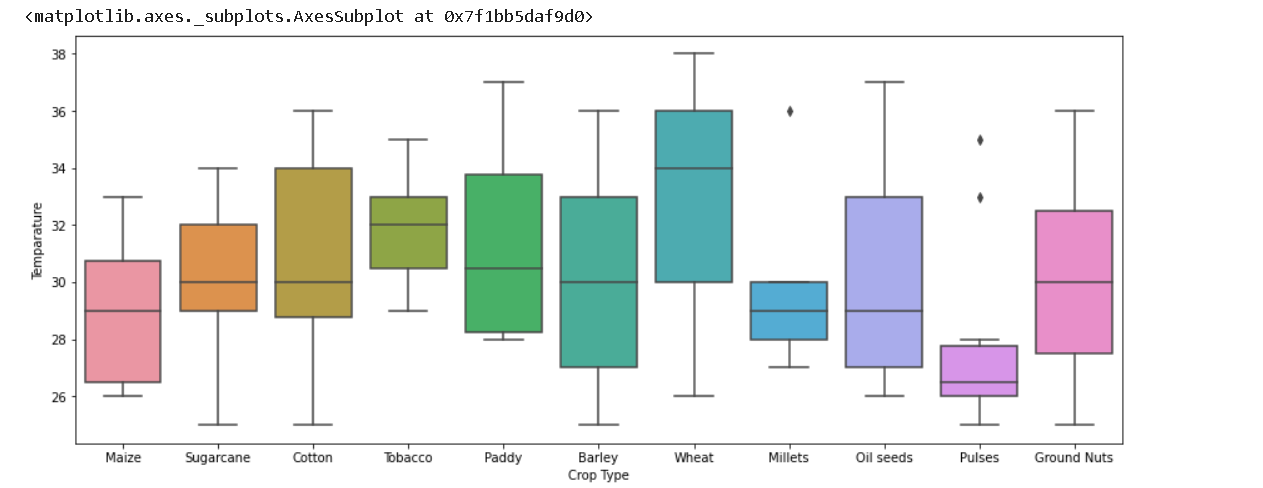 <matplotlib.axes._subplots.AxesSubplot at 0x7f1bb5daf9d0>
38
36
34
32
30
28
26
Temparature
Maize Sugarcane Cotton Tobacco Paddy Barley Wheat Millets Oil seeds Pulses Ground Nuts
Crop Type